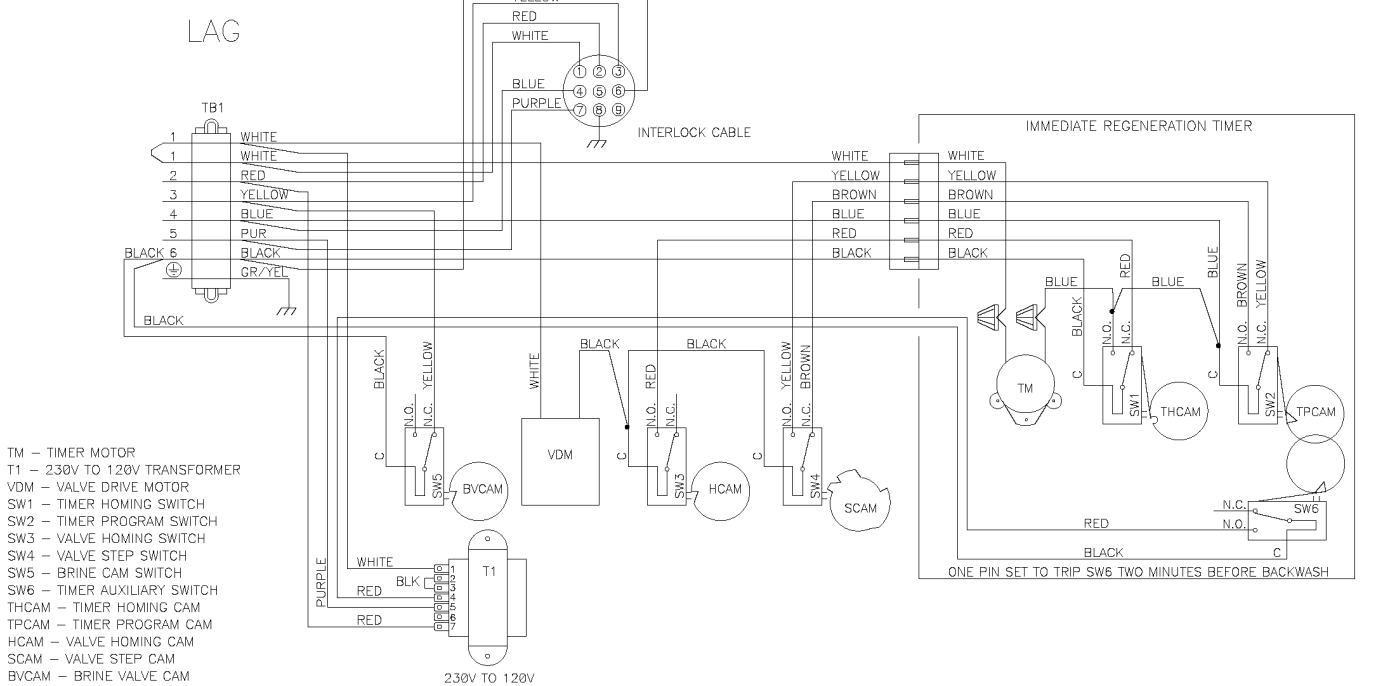 LAG
RED
WHITE
1 2 3
BLUE
4 5 6
PURPLE
7 8 9
INTERLOCK CABLE
TB1
1 WHITE
1 WHITE
2 RED
3 YELLOW
4 BLUE
5 PUR
BLACK 6 BLACK
GR/YEL
BLACK
WHITE WHITE
YELLOW YELLOW
BROWN BROWN
BLUE BLUE
RED RED
BLACK BLACK
IMMEDIATE REGENERATION TIMER
BLUE
BLACK
RED
BLUE
BLUE
BROWN
YELLOW
N.O.
N.C.
N.O.
N.C.
C
C
TM
SW1
THCAM
SW2
TPCAM
BLACK
YELLOW
N.O.
N.C.
C
SW5
BVCAM
WHITE
BLACK
VDM
BLACK
RED
N.O.
N.C.
C
SW3
HCAM
YELLOW
BROWN
N.O.
N.C.
C
SW4
SCAM
N.C.
N.O.
SW6
C
RED
BLACK
ONE PIN SET TO TRIP SW6 TWO MINUTES BEFORE BACKWASH
PURPLE
WHITE
BLK
RED
RED
1
2
3
4
5
6
7
T1
230V TO 120V
TM – TIMER MOTOR
T1 – 230V TO 120V TRANSFORMER
VDM – VALVE DRIVE MOTOR
SW1 – TIMER HOMING SWITCH
SW2 – TIMER PROGRAM SWITCH
SW3 – VALVE HOMING SWITCH
SW4 – VALVE STEP SWITCH
SW5 – BRINE CAM SWITCH
SW6 – TIMER AUXILIARY SWITCH
THCAM – TIMER HOMING CAM
TPCAM – TIMER PROGRAM CAM
HCAM – VALVE HOMING CAM
SCAM – VALVE STEP CAM
BVCAM – BRINE VALVE CAM